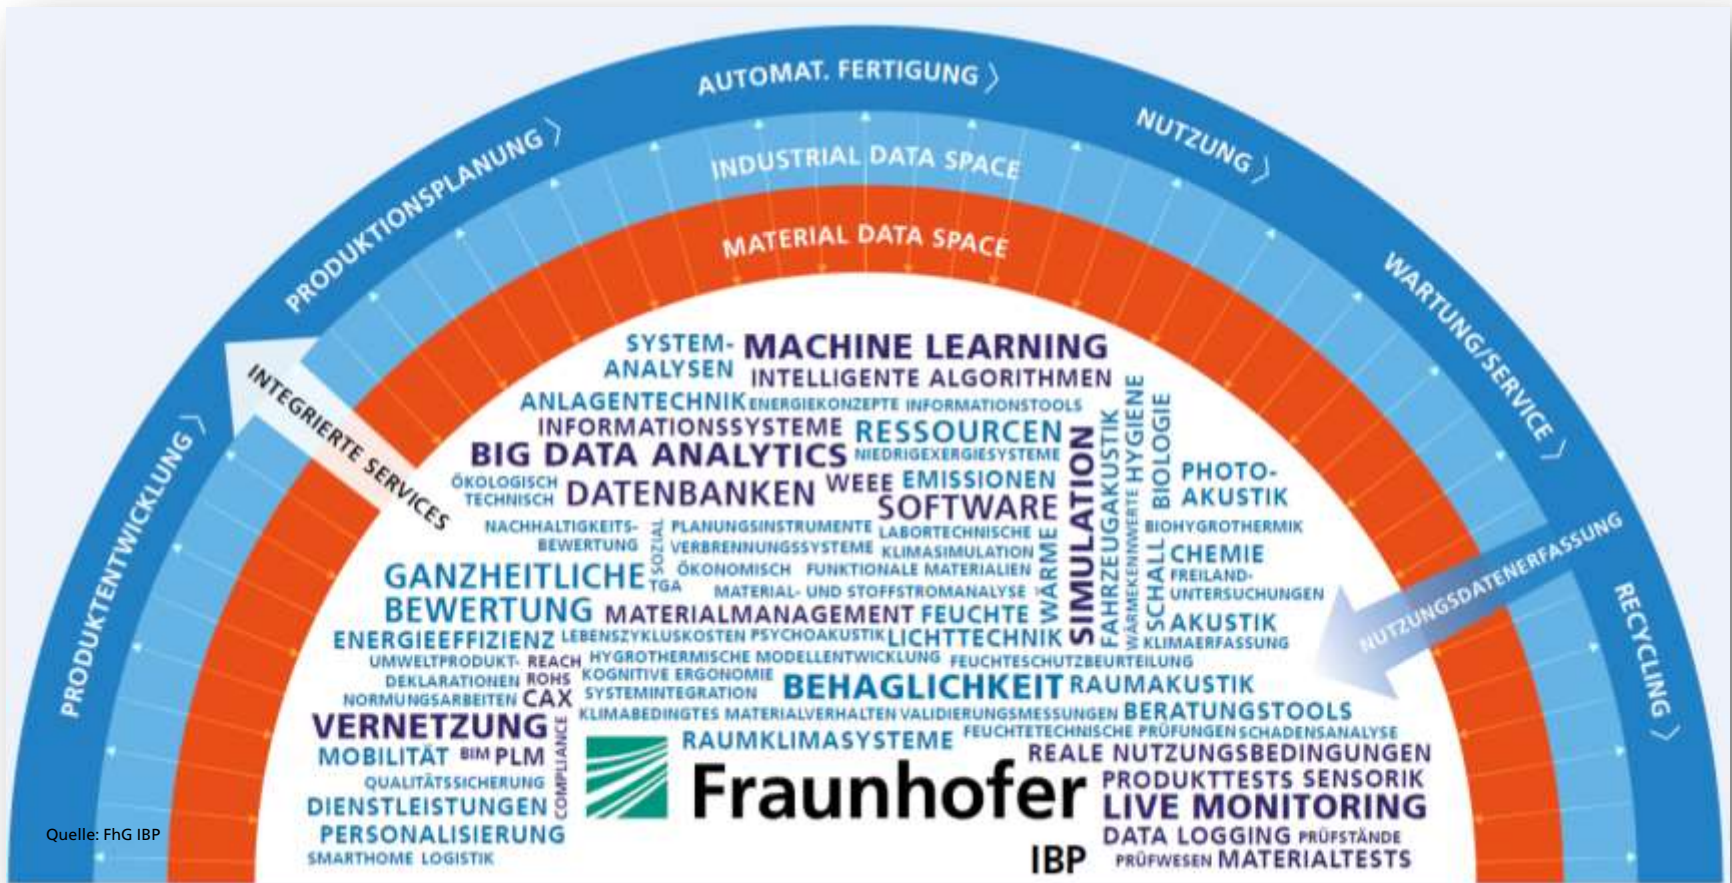 PRODUKTENTWICKLUNG 〉
PRODUKTIONSPLANUNG 〉
AUTOMAT. FERTIGUNG 〉
NUTZUNG 〉
WARTUNG/SERVICE 〉
RECYCLING 〉
INDUSTRIAL DATA SPACE
MATERIAL DATA SPACE
INTEGRIERTE SERVICES
NUTZUNGSDATENERFASSUNG
SYSTEM-
ANALYSEN
MACHINE LEARNING
INTELLIGENTE ALGORITHMEN
ANLAGENTECHNIK ENERGIEKONZEPTE INFORMATIONSTOOLS
INFORMATIONSSYSTEME RESSOURCEN
BIG DATA ANALYTICS NIEDRIGEXERGIESYSTEME
ÖKOLOGISCH
TECHNISCH
DATENBANKEN WEEE EMISSIONEN
SOFTWARE
NACHHALTIGKEITS-
BEWERTUNG
SOZIAL
PLANUNGSINSTRUMENTE LABORTECHNISCHE
VERBRENNUNGSSYSTEME KLIMASIMULATION
GANZHEITLICHE
BEWERTUNG
TGA
ÖKONOMISCH FUNKTIONALE MATERIALIEN
MATERIAL- UND STOFFSTROMANALYSE
MATERIALMANAGEMENT FEUCHTE
WÄRME
SIMULATION
FAHRZEUGAKUSTIK
WÄRMEKENNWERTE HYGIENE
SCHALL BIOLOGIE
PHOTO-
AKUSTIK
BIOHYGROTHERMIK
CHEMIE
FREILAND-
UNTERSUCHUNGEN
AKUSTIK
KLIMAERFASSUNG
ENERGIEEFFIZIENZ LEBENSZYKLUSKOSTEN PSYCHOAKUSTIK LICHTTECHNIK
UMWELTPRODUKT-
DEKLARATIONEN
REACH HYGROTHERMISCHE MODELLENTWICKLUNG FEUCHTESCHUTZBEURTEILUNG
ROHS KOGNITIVE ERGONOMIE
NORMUNGSARBEITEN CAX SYSTEMINTEGRATION BEHAGLICHKEIT RAUMAKUSTIK
VERNETZUNG KLIMABEDINGTES MATERIALVERHALTEN VALIDIERUNGSMESSUNGEN BERATUNGSTOOLS
COMPLIANCE
RAUMKLIMASYSTEME FEUCHTETECHNISCHE PRÜFUNGEN SCHADENSANALYSE
MOBILITÄT BIM PLM
REALE NUTZUNGSBEDINGUNGEN
QUALITÄTSSICHERUNG
PRODUKTTESTS SENSORIK
DIENSTLEISTUNGEN
Fraunhofer
IBP
LIVE MONITORING
PERSONALISIERUNG
DATA LOGGING PRÜFSTÄNDE
SMARTHOME LOGISTIK
PRÜFWESEN MATERIALTESTS
Quelle: FhG IBP